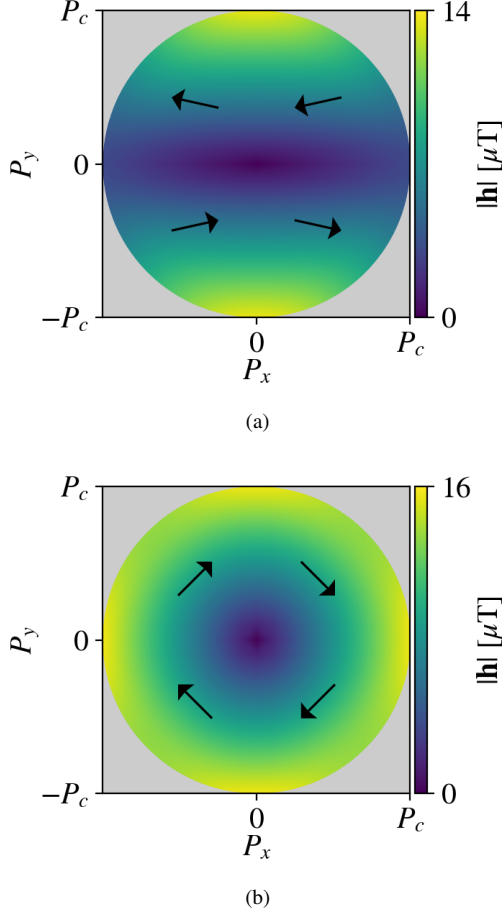 P_c
14
P_y
0
|h| [μT]
−P_c
0
0
P_c
P_x
(a)
P_c
16
P_y
0
|h| [μT]
−P_c
0
0
P_c
P_x
(b)